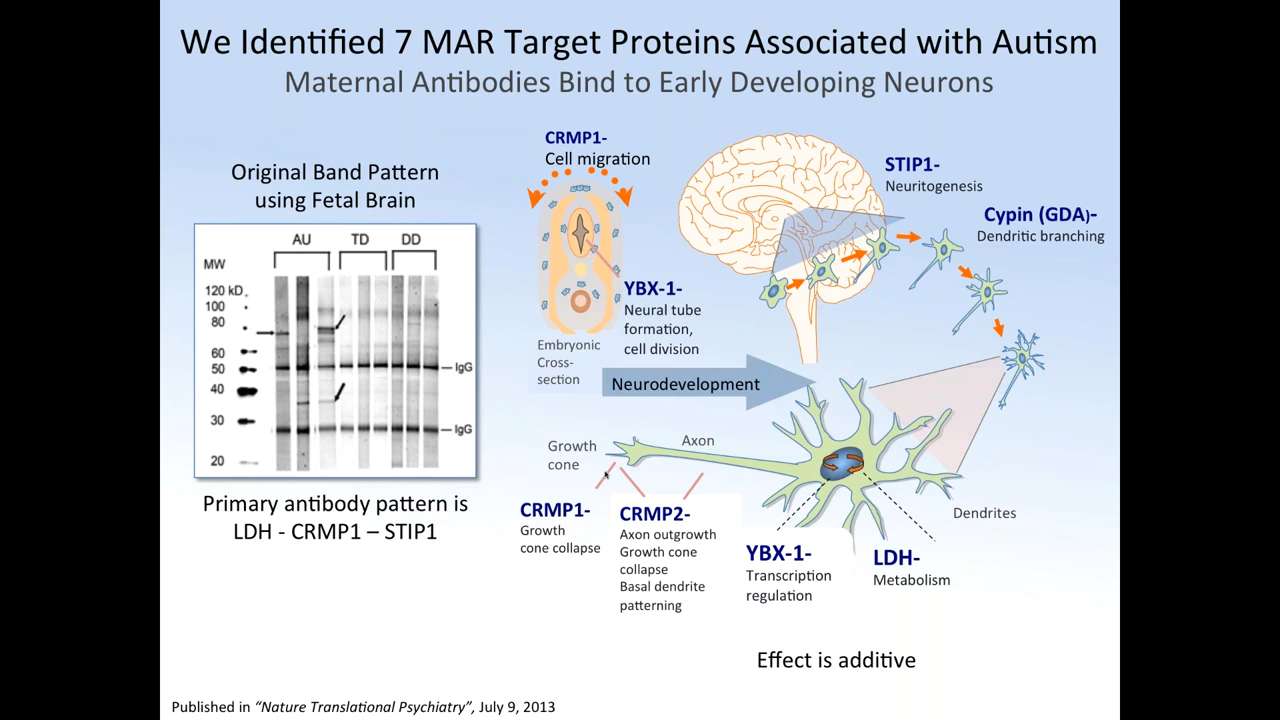 We Identified 7 MAR Target Proteins Associated with Autism
Maternal Antibodies Bind to Early Developing Neurons
Original Band Pattern
using Fetal Brain
AU
TD
DD
MW
120 kD
100
80
60
50
40
30
20
IgG
IgG
Primary antibody pattern is
LDH - CRMP1 – STIP1
CRMP1-
Cell migration
YBX-1-
Neural tube
formation,
cell division
Embryonic
Cross-
section
Neurodevelopment
STIP1-
Neuritogenesis
Cypin (GDA)-
Dendritic branching
Growth
cone
Axon
CRMP1-
Growth
cone collapse
CRMP2-
Axon outgrowth
Growth cone
collapse
Basal dendrite
patterning
YBX-1-
Transcription
regulation
LDH-
Metabolism
Dendrites
Effect is additive
Published in “Nature Translational Psychiatry”, July 9, 2013